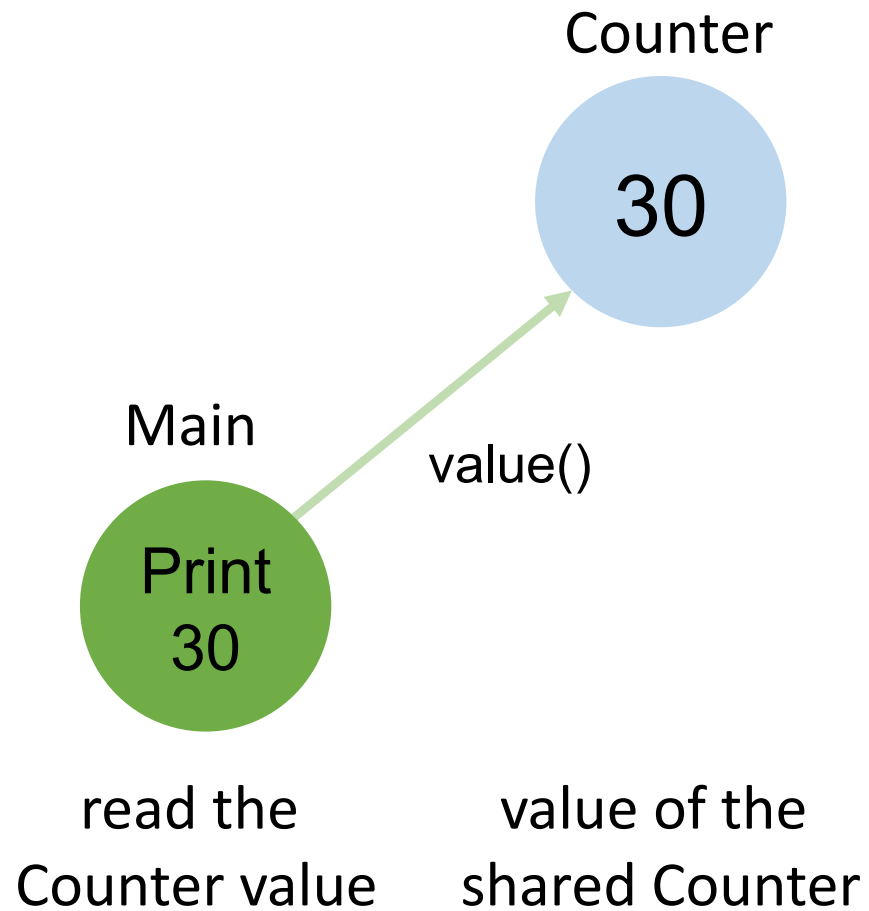 Counter
30
Main
value()
Print
30
read the
Counter value
value of the
shared Counter